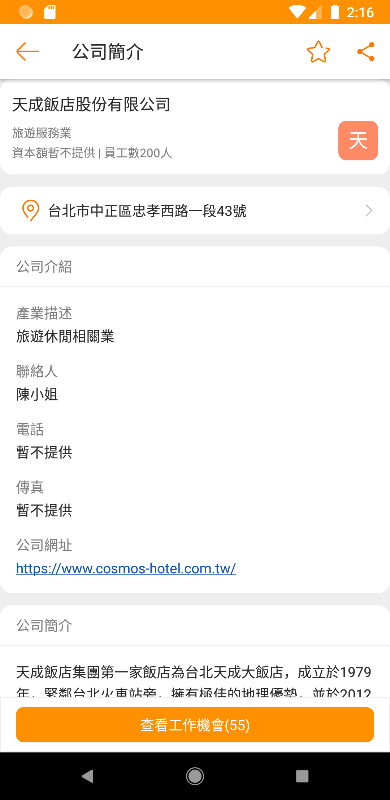 2:16
公司簡介
天成飯店股份有限公司
旅遊服務業
資本額暫不提供 | 員工數200人
天
台北市中正區忠孝西路一段43號
公司介紹
產業描述
旅遊休閒相關業
聯絡人
陳小姐
電話
暫不提供
傳真
暫不提供
公司網址
https://www.cosmos-hotel.com.tw/
公司簡介
天成飯店集團第一家飯店為台北天成大飯店，成立於1979
年，緊鄰台北火車站旁，擁有極佳的地理優勢，並於2012
查看工作機會(55)